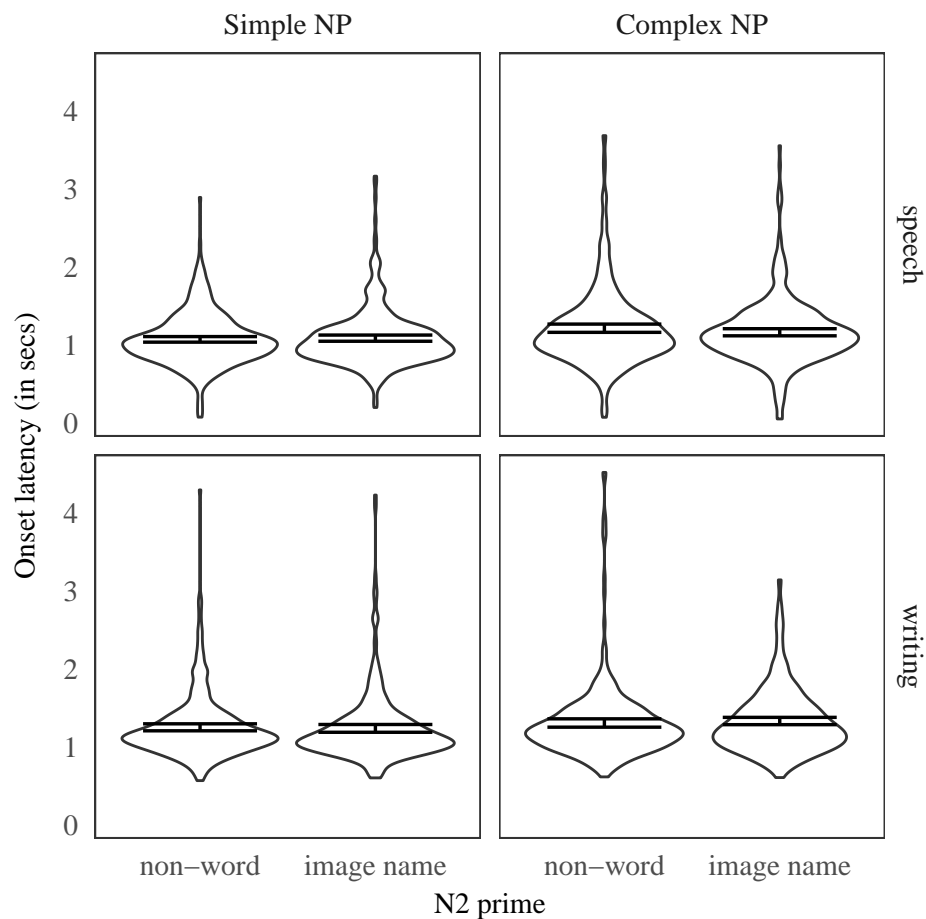 Simple NP
Complex NP
4
3
2
1
0
speech
Onset latency (in secs)
4
3
2
1
0
writing
non−word
image name
non−word
image name
N2 prime